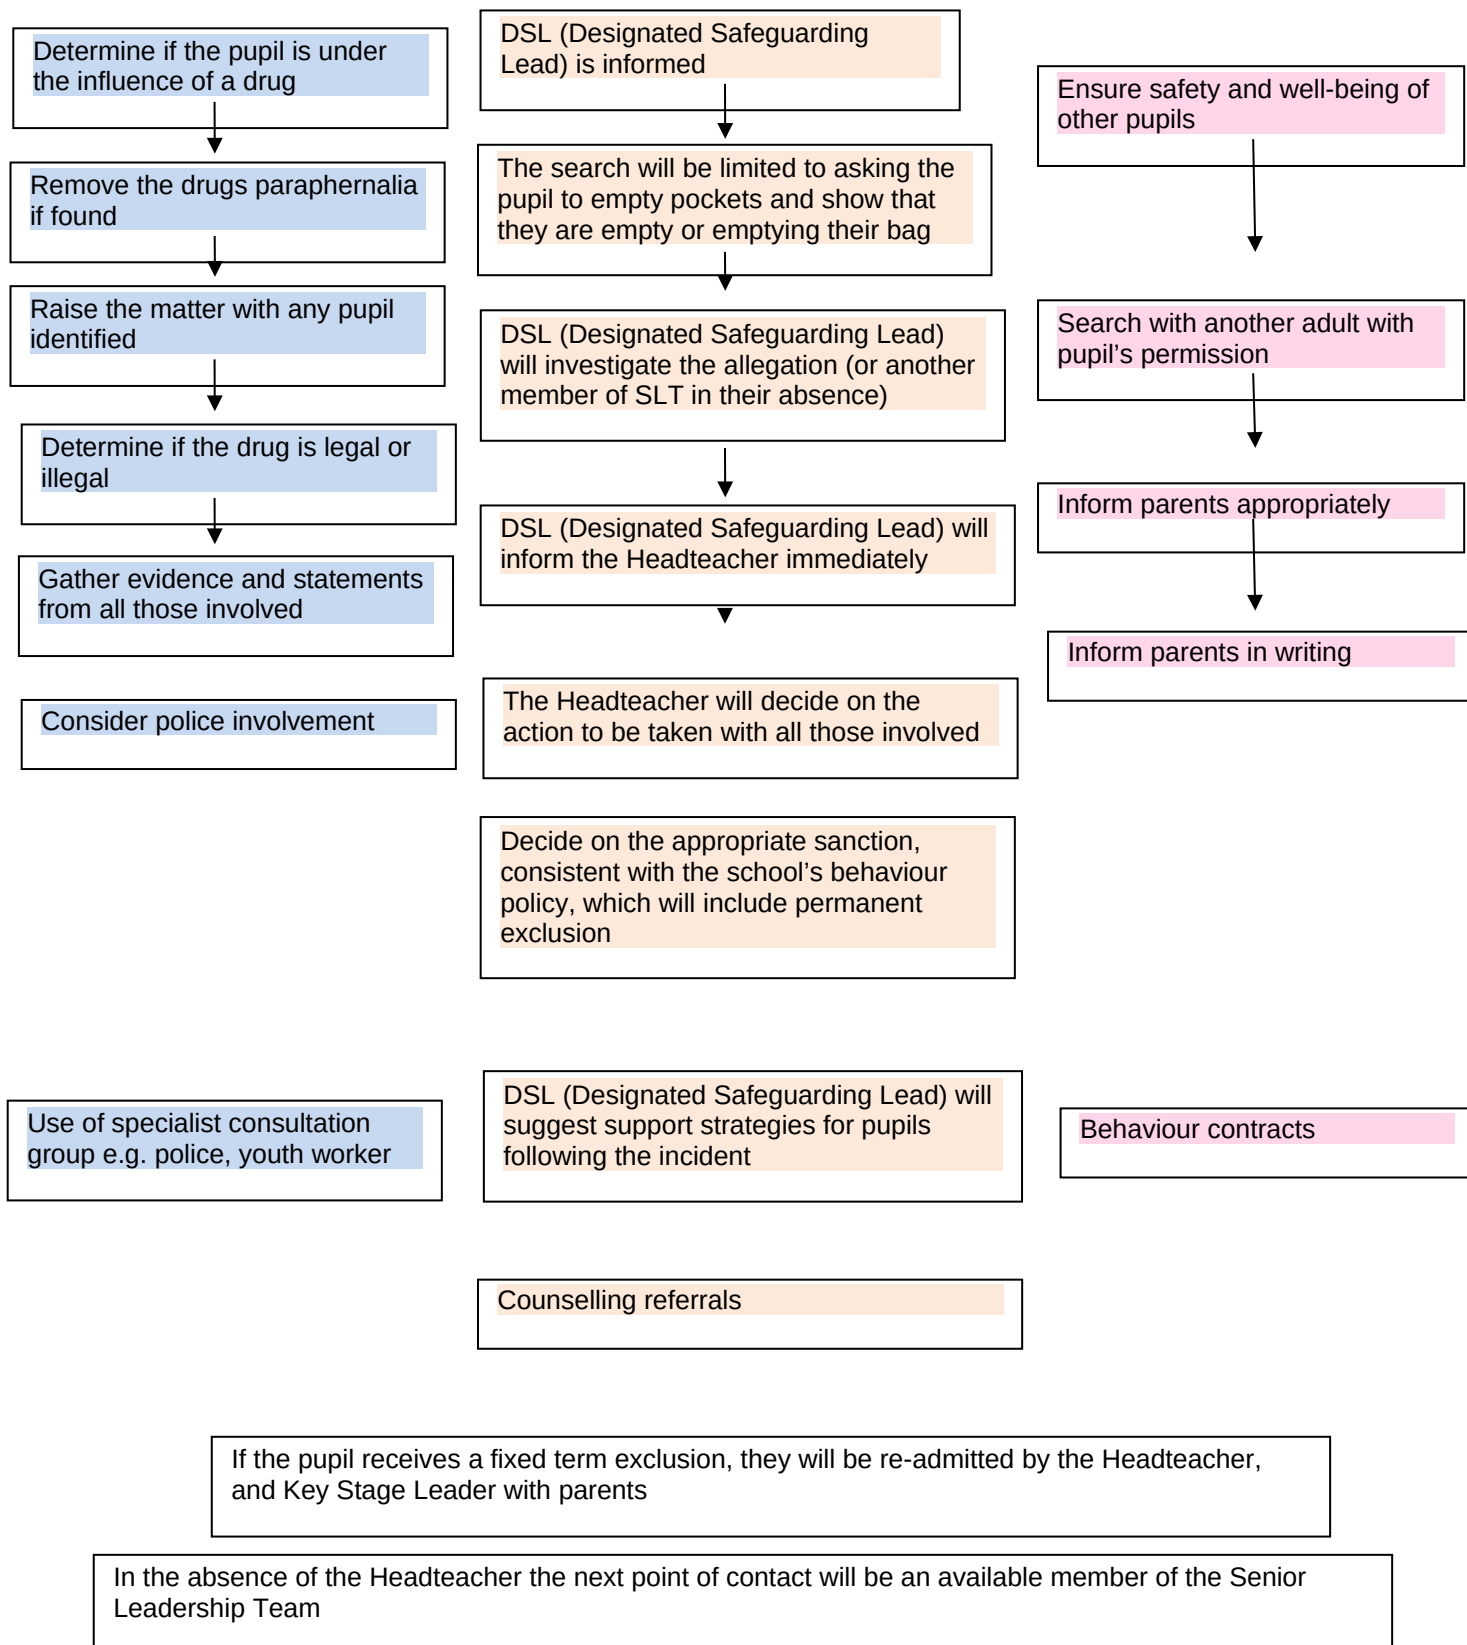 Determine if the pupil is under
the influence of a drug
Remove the drugs paraphernalia
if found
Raise the matter with any pupil
identified
Determine if the drug is legal or
illegal
Gather evidence and statements
from all those involved
Consider police involvement
DSL (Designated Safeguarding
Lead) is informed
The search will be limited to asking the
pupil to empty pockets and show that
they are empty or emptying their bag
DSL (Designated Safeguarding Lead)
will investigate the allegation (or another
member of SLT in their absence)
DSL (Designated Safeguarding Lead) will
inform the Headteacher immediately
The Headteacher will decide on the
action to be taken with all those involved
Decide on the appropriate sanction,
consistent with the school’s behaviour
policy, which will include permanent
exclusion
Ensure safety and well-being of
other pupils
Search with another adult with
pupil’s permission
Inform parents appropriately
Inform parents in writing
Use of specialist consultation
group e.g. police, youth worker
DSL (Designated Safeguarding Lead) will
suggest support strategies for pupils
following the incident
Behaviour contracts
Counselling referrals
If the pupil receives a fixed term exclusion, they will be re-admitted by the Headteacher,
and Key Stage Leader with parents
In the absence of the Headteacher the next point of contact will be an available member of the Senior
Leadership Team